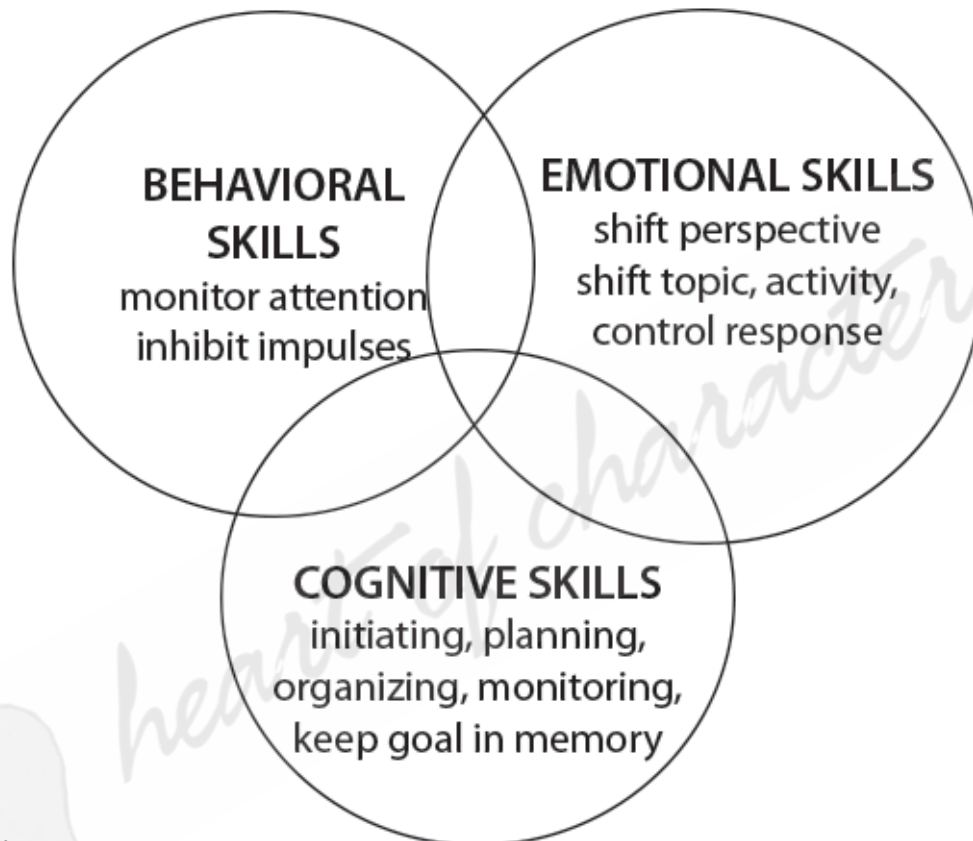 BEHAVIORAL
SKILLS
monitor attention
inhibit impulses
EMOTIONAL SKILLS
shift perspective
shift topic, activity,
control response
COGNITIVE SKILLS
initiating, planning,
organizing, monitoring,
keep goal in memory
heart of character